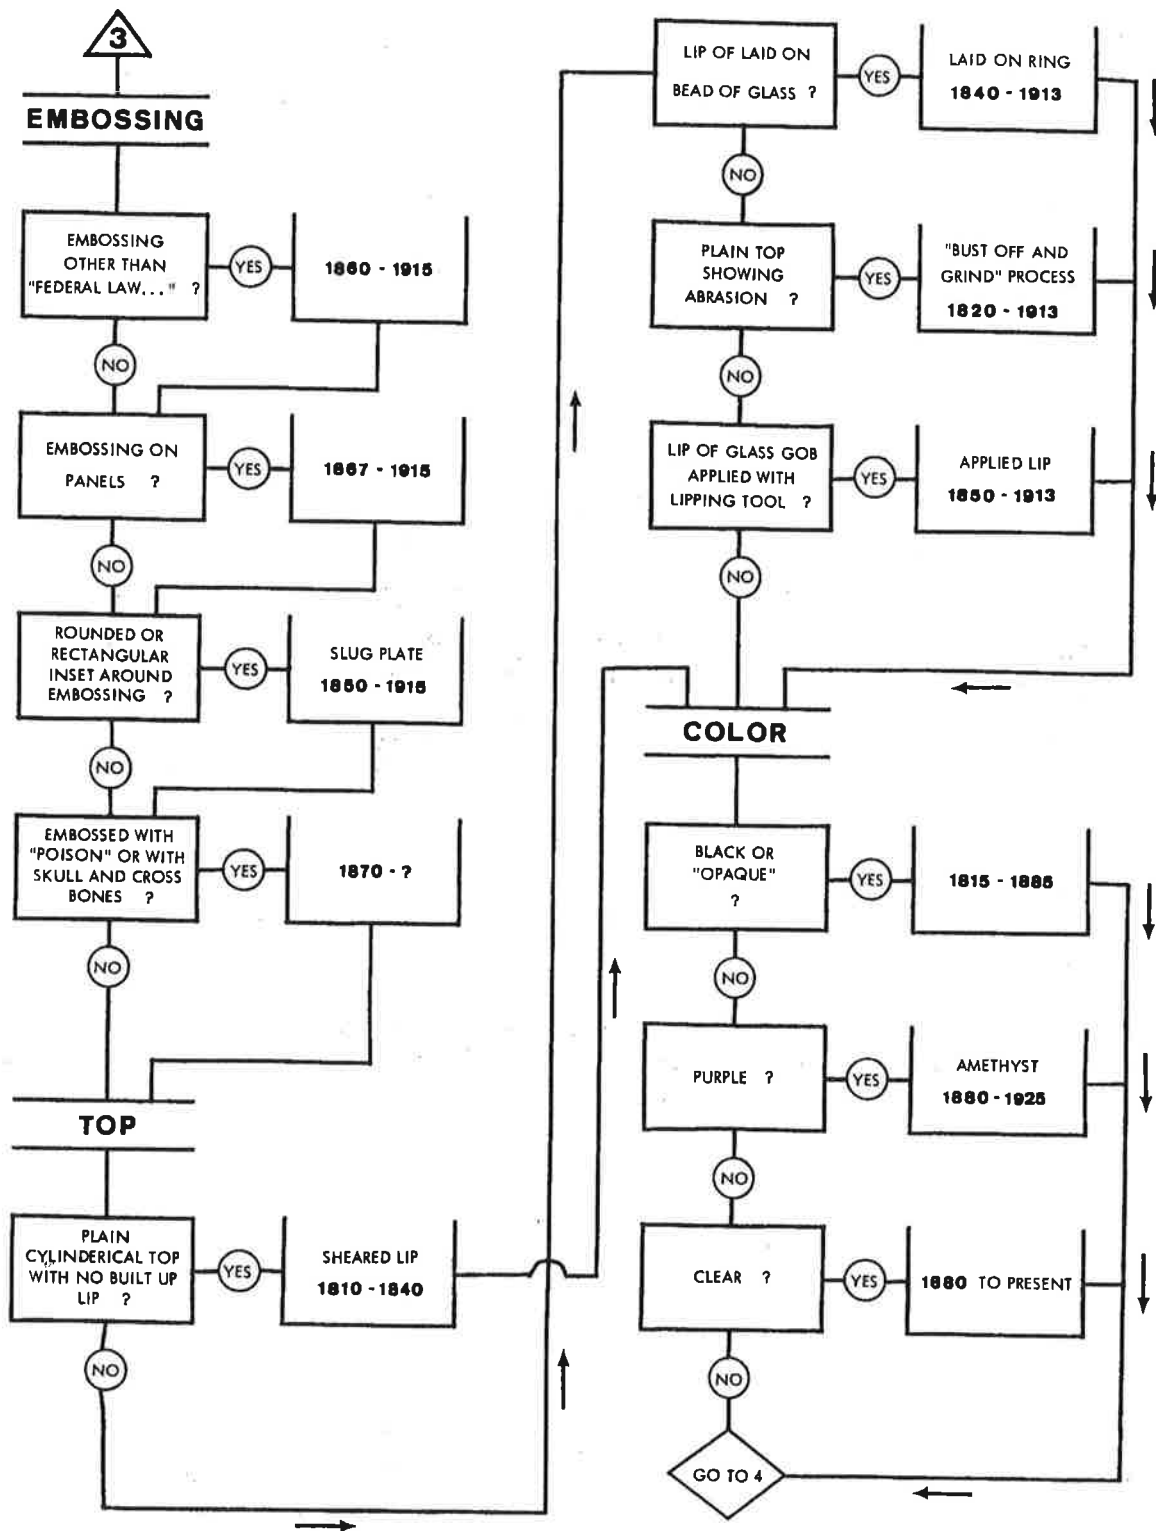 3
EMBOSSING
EMBOSSING
OTHER THAN
"FEDERAL LAW..." ?
YES
1860 - 1915
NO
EMBOSSING ON
PANELS ?
YES
1867 - 1915
NO
ROUNDED OR
RECTANGULAR
INSET AROUND
EMBOSSING ?
YES
SLUG PLATE
1850 - 1915
NO
EMBOSSED WITH
"POISON" OR WITH
SKULL AND CROSS
BONES ?
YES
1870 - ?
NO
TOP
PLAIN
CYLINDERICAL TOP
WITH NO BUILT UP
LIP ?
YES
SHEARED LIP
1810 - 1840
NO
LIP OF LAID ON
BEAD OF GLASS ?
YES
LAID ON RING
1840 - 1913
NO
PLAIN TOP
SHOWING
ABRASION ?
YES
"BUST OFF AND
GRIND" PROCESS
1820 - 1913
NO
LIP OF GLASS GOB
APPLIED WITH
LIPPING TOOL ?
YES
APPLIED LIP
1850 - 1913
NO
COLOR
BLACK OR
"OPAQUE"
?
YES
1815 - 1885
NO
PURPLE ?
YES
AMETHYST
1880 - 1925
NO
CLEAR ?
YES
1880 TO PRESENT
NO
GO TO 4